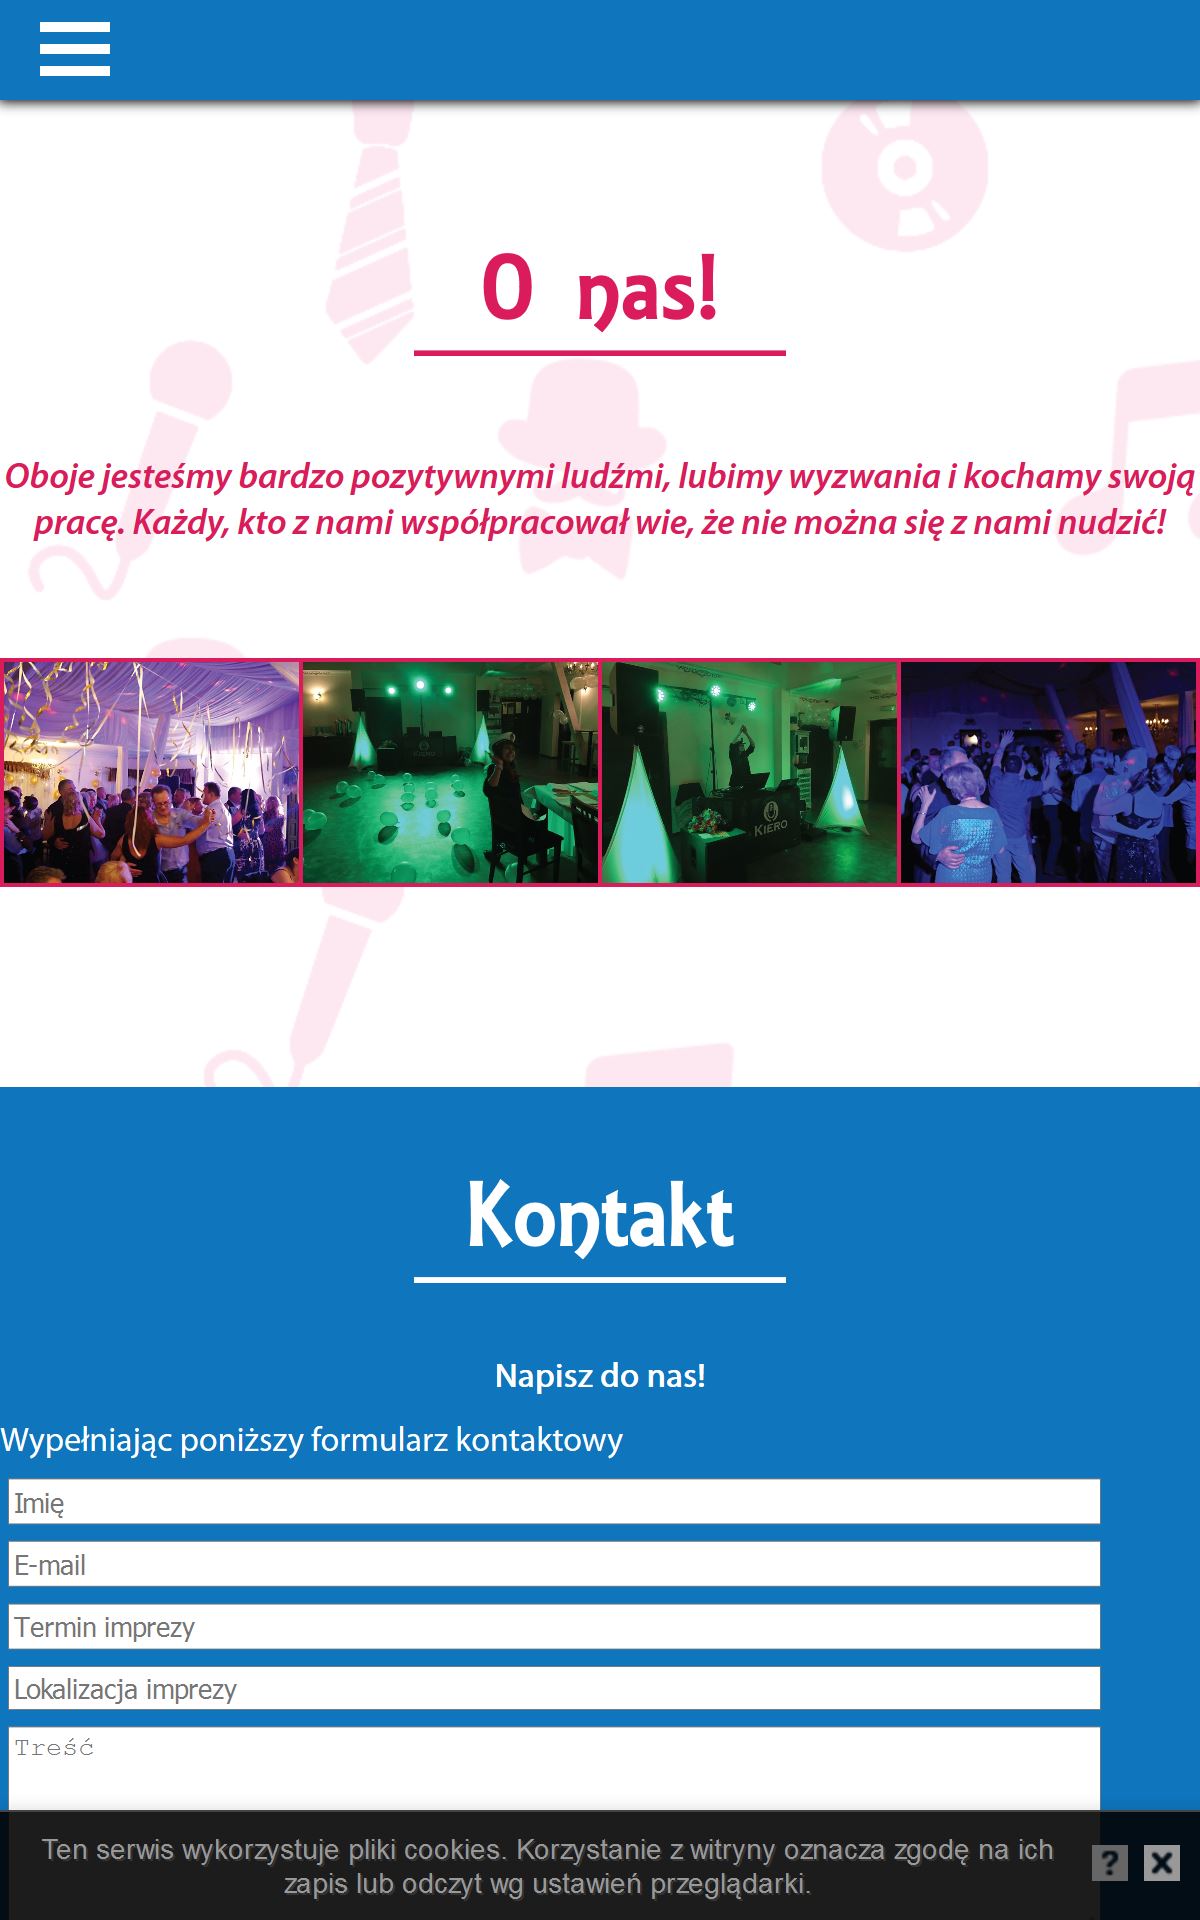 O nas!
Oboje jesteśmy bardzo pozytywnymi ludźmi, lubimy wyzwania i kochamy swoją
pracę. Każdy, kto z nami współpracował wie, że nie można się z nami nudzić!
KIERO
KIERO
Kontakt
Napisz do nas!
Wypełniając poniższy formularz kontaktowy
Imię
E-mail
Termin imprezy
Lokalizacja imprezy
Treść
Ten serwis wykorzystuje pliki cookies. Korzystanie z witryny oznacza zgodę na ich
zapis lub odczyt wg ustawień przeglądarki.
?